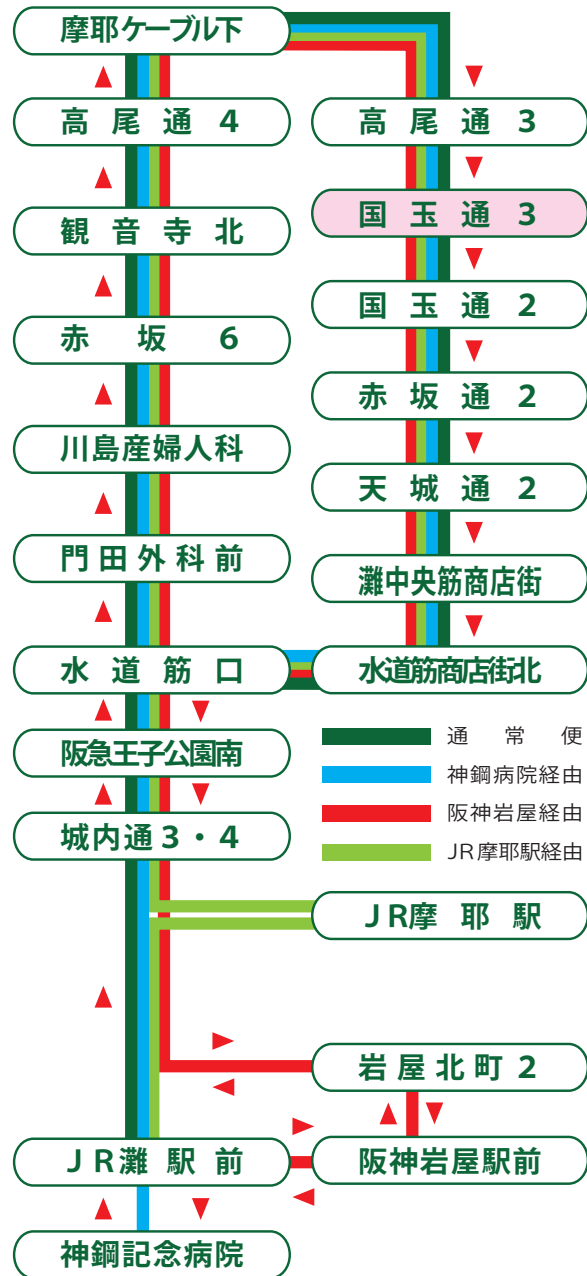 摩耶ケーブル下
高尾通4
高尾通3
観音寺北
国玉通3
国玉通2
赤坂6
赤坂通2
川島産婦人科
天城通2
門田外科前
灘中央筋商店街
水道筋口
水道筋商店街北
阪急王子公園南
城内通3・4
通常便
神鋼病院経由
阪神岩屋経由
JR摩耶駅経由
JR摩耶駅
岩屋北町2
JR灘駅前
阪神岩屋駅前
神鋼記念病院